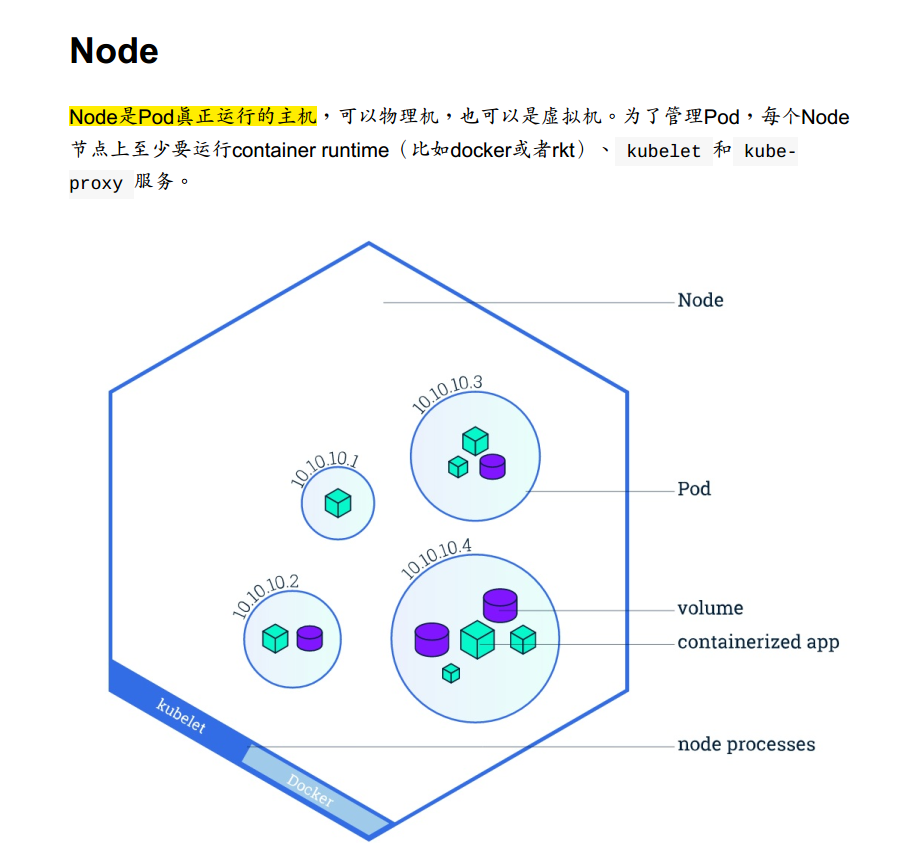 Node
Node是Pod真正运行的主机，可以物理机，也可以是虚拟机。为了管理Pod，每个Node
节点上至少要运行container runtime（比如docker或者rkt）、 kubelet 和 kube-
proxy 服务。
Node
10.10.10.3
10.10.10.1
Pod
10.10.10.4
10.10.10.2
volume
containerized app
kubelet
node processes
Docker